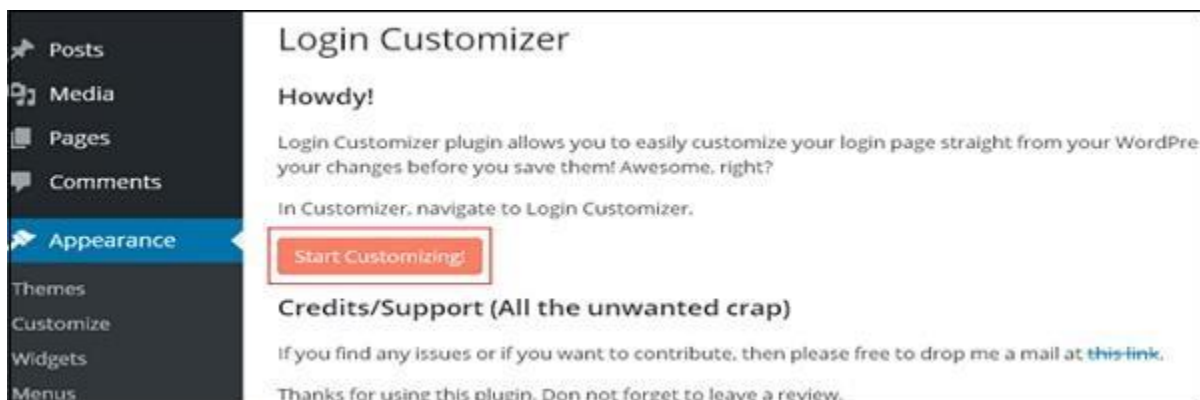 Posts
Media
Pages
Comments
Appearance
Themes
Customize
Widgets
Menus
Login Customizer
Howdy!
Login Customizer plugin allows you to easily customize your login page straight from your WordPre
your changes before you save them! Awesome, right?
In Customizer, navigate to Login Customizer.
Start Customizing!
Credits/Support (All the unwanted crap)
If you find any issues or if you want to contribute, then please free to drop me a mail at this link.
Thanks for using this plugin. Don not forget to leave a review.